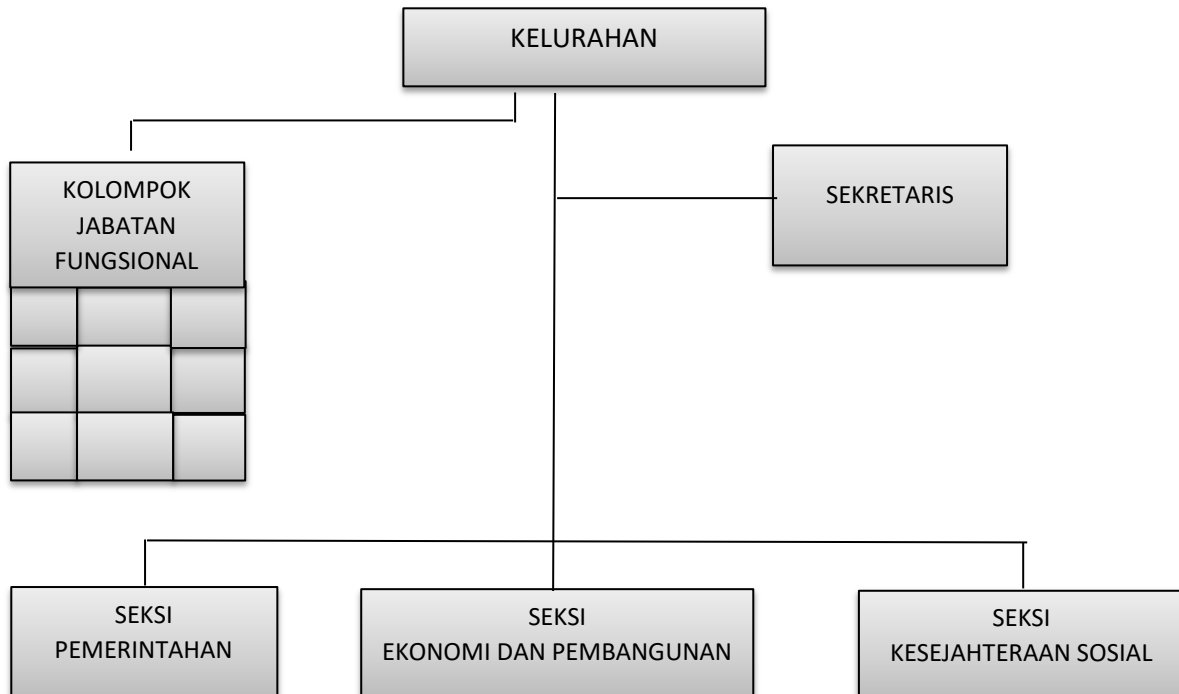 KELURAHAN
KOLOMPOK
JABATAN
FUNGSIONAL
SEKRETARIS
SEKSI
PEMERINTAHAN
SEKSI
EKONOMI DAN PEMBANGUNAN
SEKSI
KESEJAHTERAAN SOSIAL